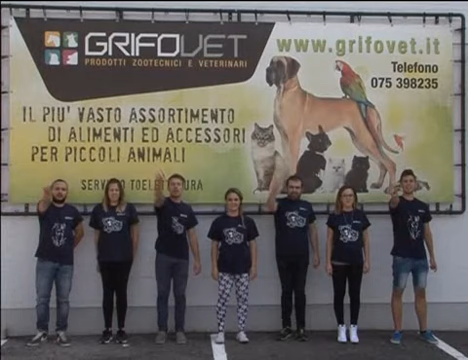 GRIFOVET
PRODOTTI ZOOTECNICI E VETERINARI
www.grifovet.it
Telefono
075 398235
IL PIU' VASTO ASSORTIMENTO
DI ALIMENTI ED ACCESSORI
PER PICCOLI ANIMALI